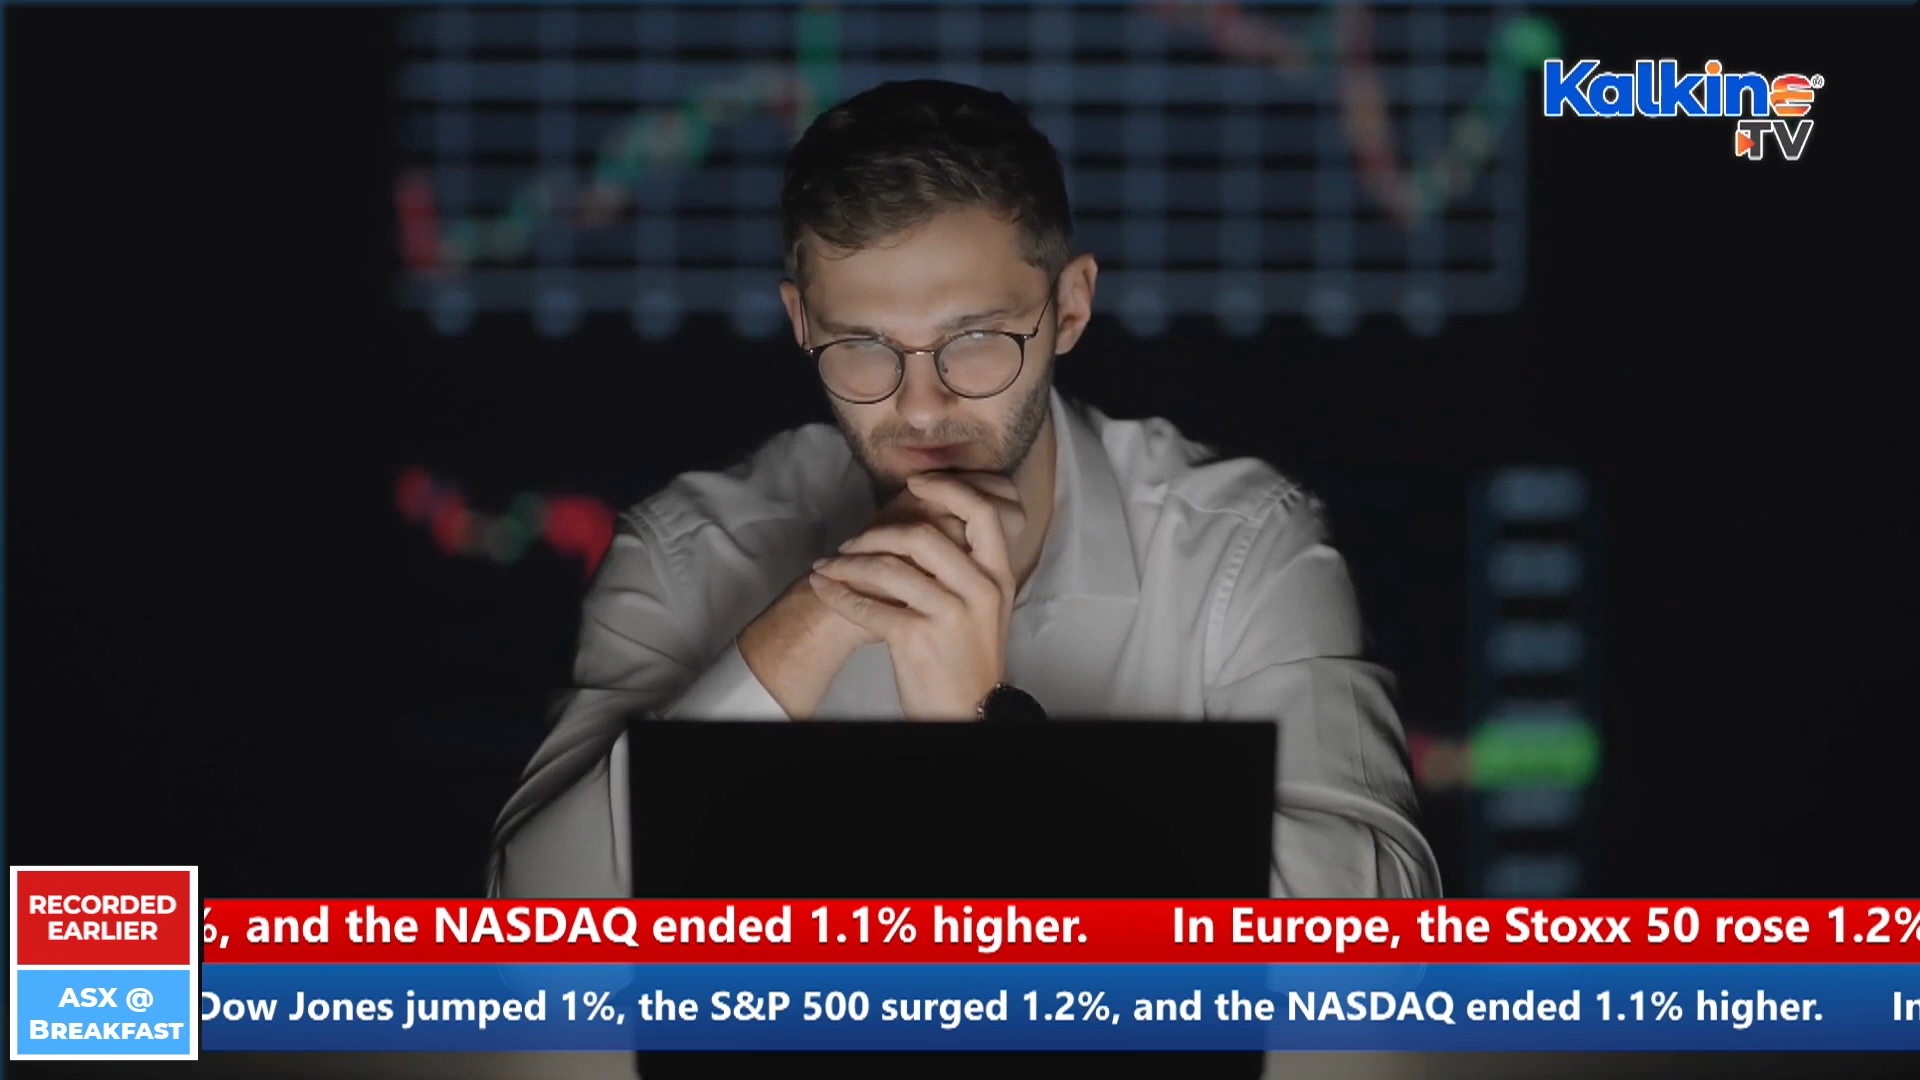 Kalkine®
TV
RECORDED
EARLIER
%, and the NASDAQ ended 1.1% higher. In Europe, the Stoxx 50 rose 1.2%
ASX @
BREAKFAST
Dow Jones jumped 1%, the S&P 500 surged 1.2%, and the NASDAQ ended 1.1% higher. In